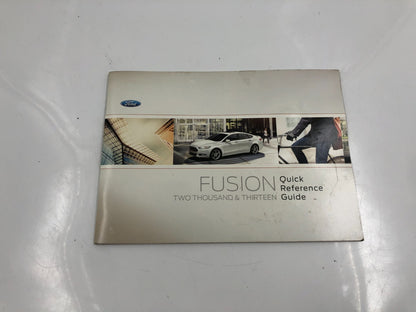 Ford
FUSION Quick
Reference
TWO THOUSAND & THIRTEEN Guide